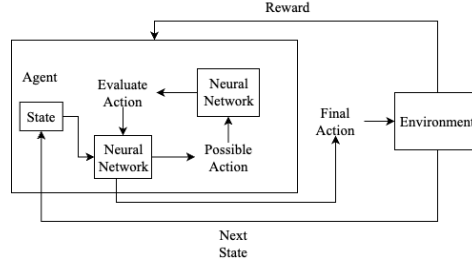 Reward
Agent
Evaluate
Action
Neural
Network
State
Neural
Network
Possible
Action
Final
Action
Environment
Next
State